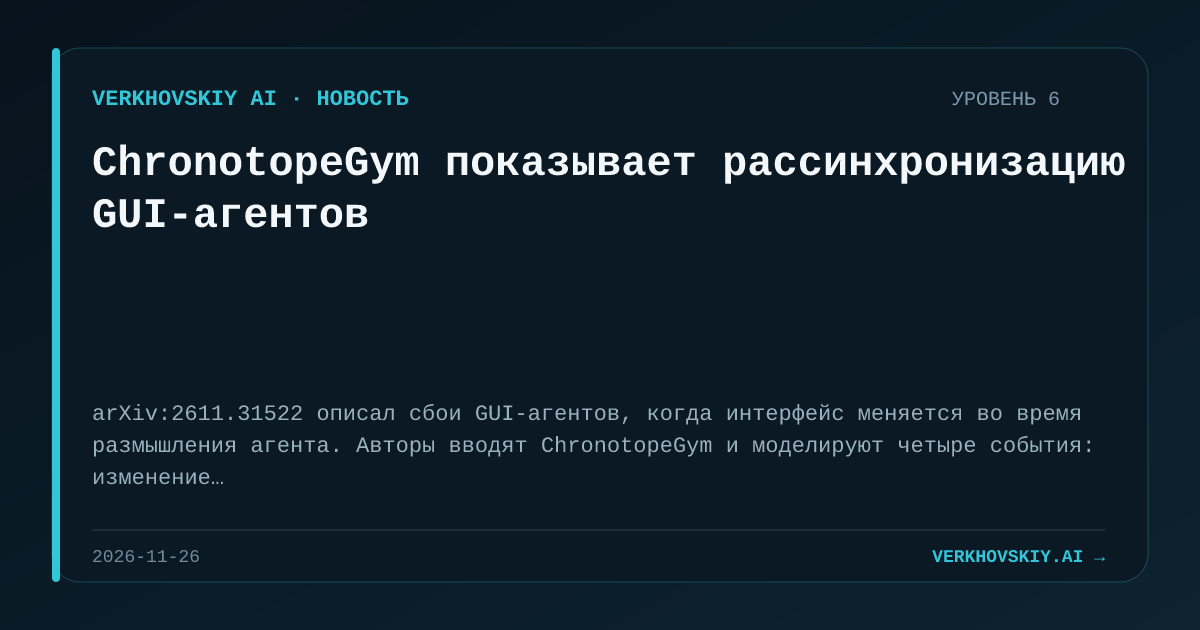 VERKHOVSKIY AI · НОВОСТЬ
УРОВЕНЬ 6
ChronotopeGym показывает рассинхронизацию
GUI-агентов
arXiv:2611.31522 описал сбои GUI-агентов, когда интерфейс меняется во время
размышления агента. Авторы вводят ChronotopeGym и моделируют четыре события:
изменение…
2026-11-26
VERKHOVSKIY.AI →